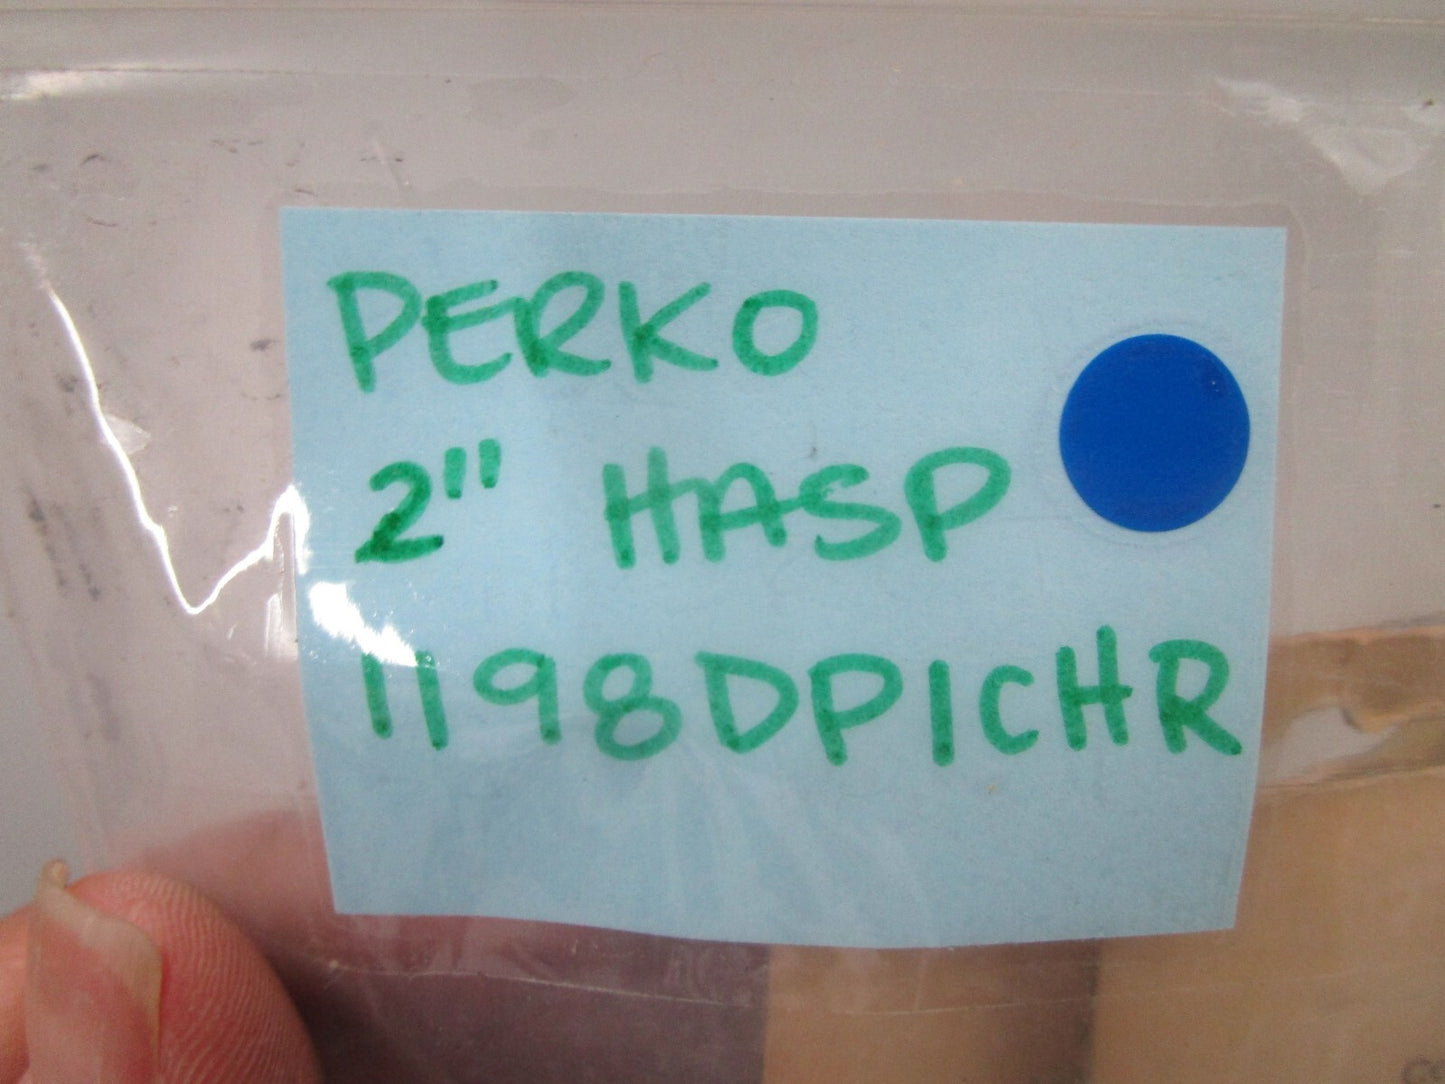 PERKO
2" HASP
1198DP1CHR